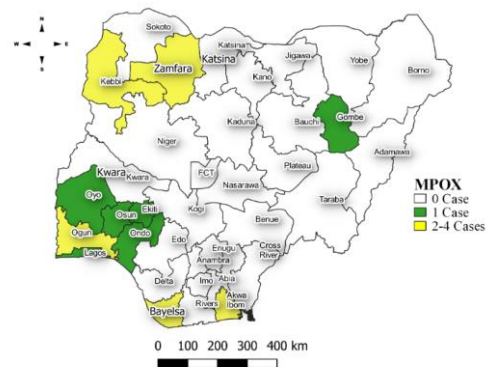 N
W E
S
Sokoto
Katsina
Jigawa
Yobe
Borno
Zamfara
Katsina
Kano
Kebbi
Kaduna
Bauchi
Gombe
Niger
Adamawa
FCT
Plateau
Kwara
Kwara
Nasarawa
Taraba
Oyo
Osun
Ekiti
Kogi
Benue
Ogun
Ondo
Edo
Enugu
Cross
River
Lagos
Anambra
Delta
Imo
Abia
Akwa
Ibom
Bayelsa
Rivers
MPOX
0 Case
1 Case
2-4 Cases
0 100 200 300 400 km